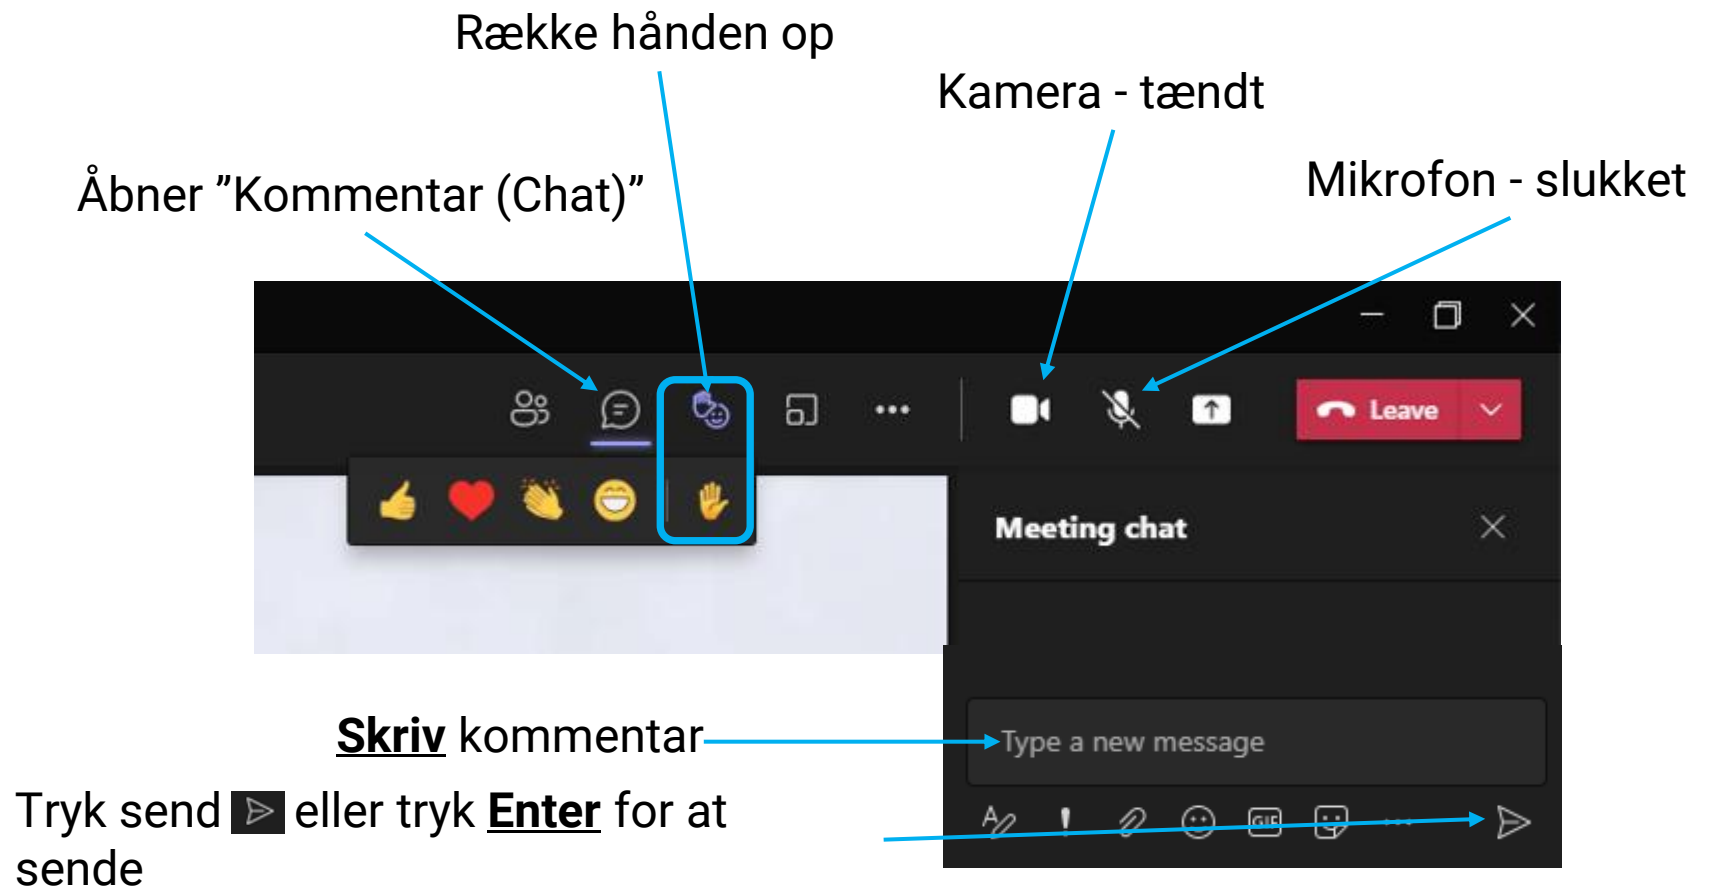 Række hånden op
Kamera - tændt
Mikrofon - slukket
Åbner ”Kommentar (Chat)”
Leave
Meeting chat
Skriv kommentar
Type a new message
Tryk send eller tryk Enter for at
sende
GIF